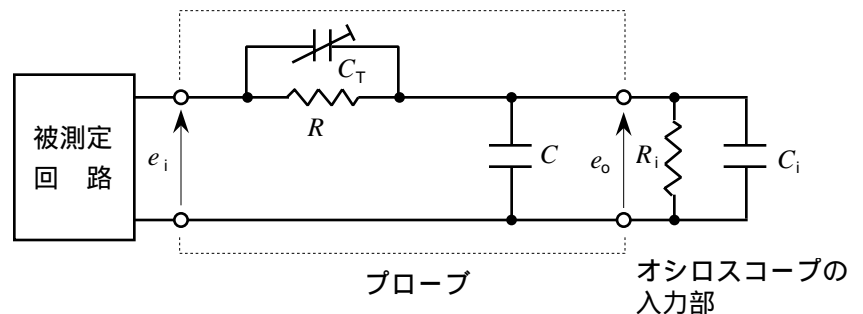 C_T
R
被測定
回 路
e_i
C
e_o
R_i
C_i
プローブ
オシロスコープの
入力部